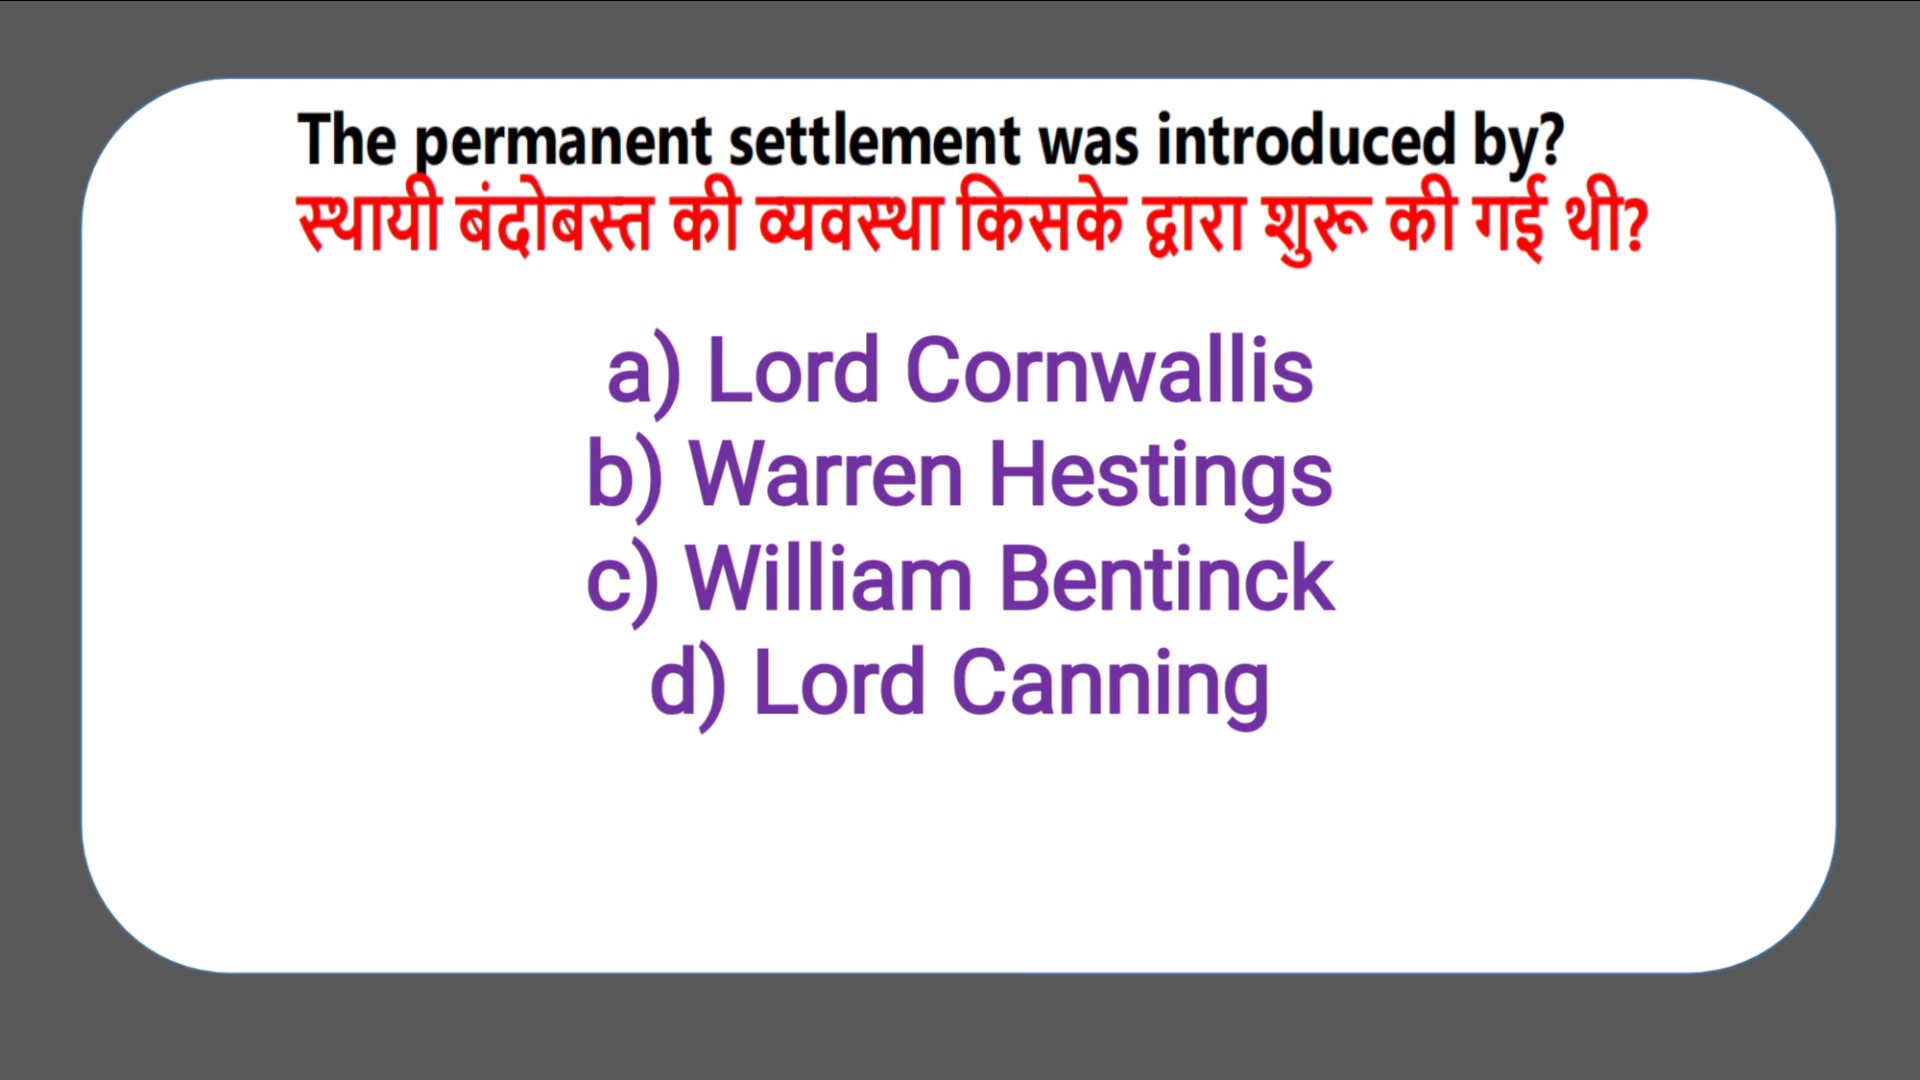 The permanent settlement was introduced by?
स्थायी बंदोबस्त की व्यवस्था किसके द्वारा शुरू की गई थी?
a) Lord Cornwallis
b) Warren Hestings
c) William Bentinck
d) Lord Canning